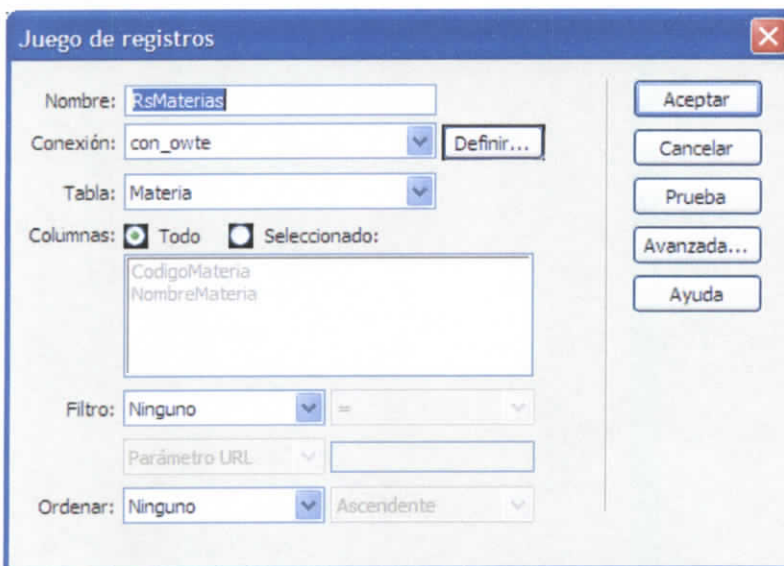 Juego de registros
Nombre: RsMaterias
Conexión: con_owte Definir...
Tabla: Materia
Columnas: Todo Seleccionado:
CodigoMateria
NombreMateria
Filtro: Ninguno =
Parámetro URL
Ordenar: Ninguno Ascendente
Aceptar
Cancelar
Prueba
Avanzada...
Ayuda